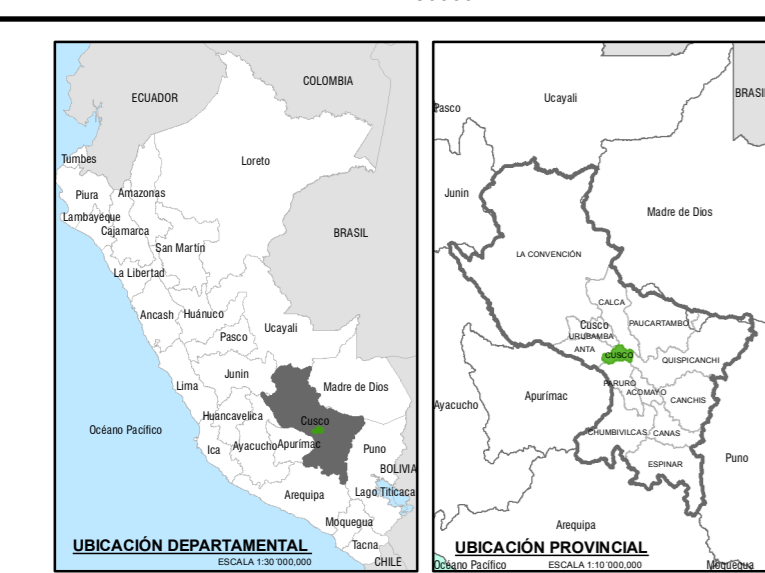 COLOMBIA
ECUADOR
Tumbes
Loreto
Piura
Amazonas
Lambayeque
Cajamarca
San Martín
BRASIL
La Libertad
Ancash
Huánuco
Ucayali
Pasco
Junin
Lima
Madre de Dios
Huancavelica
Cusco
Océano Pacífico
Ica
Ayacucho
Apurímac
Puno
BOLIVIA
Lago Titicaca
Arequipa
Moquegua
Tacna
CHILE
UBICACIÓN DEPARTAMENTAL
ESCALA 1:30´000,000
Pasco
Ucayali
BRASIL
Junin
Madre de Dios
LA CONVENCIÓN
CALCA
Cusco
PAUCARTAMBO
URUBAMBA
ANTA
CUSCO
QUISPICANCHI
PARURO
ACOMAYO
CANCHIS
Apurímac
Ayacucho
CHUMBIVILCAS
CANAS
Puno
ESPINAR
Arequipa
UBICACIÓN PROVINCIAL
ESCALA 1:10´000,000
Océano Pacífico
Moquegua